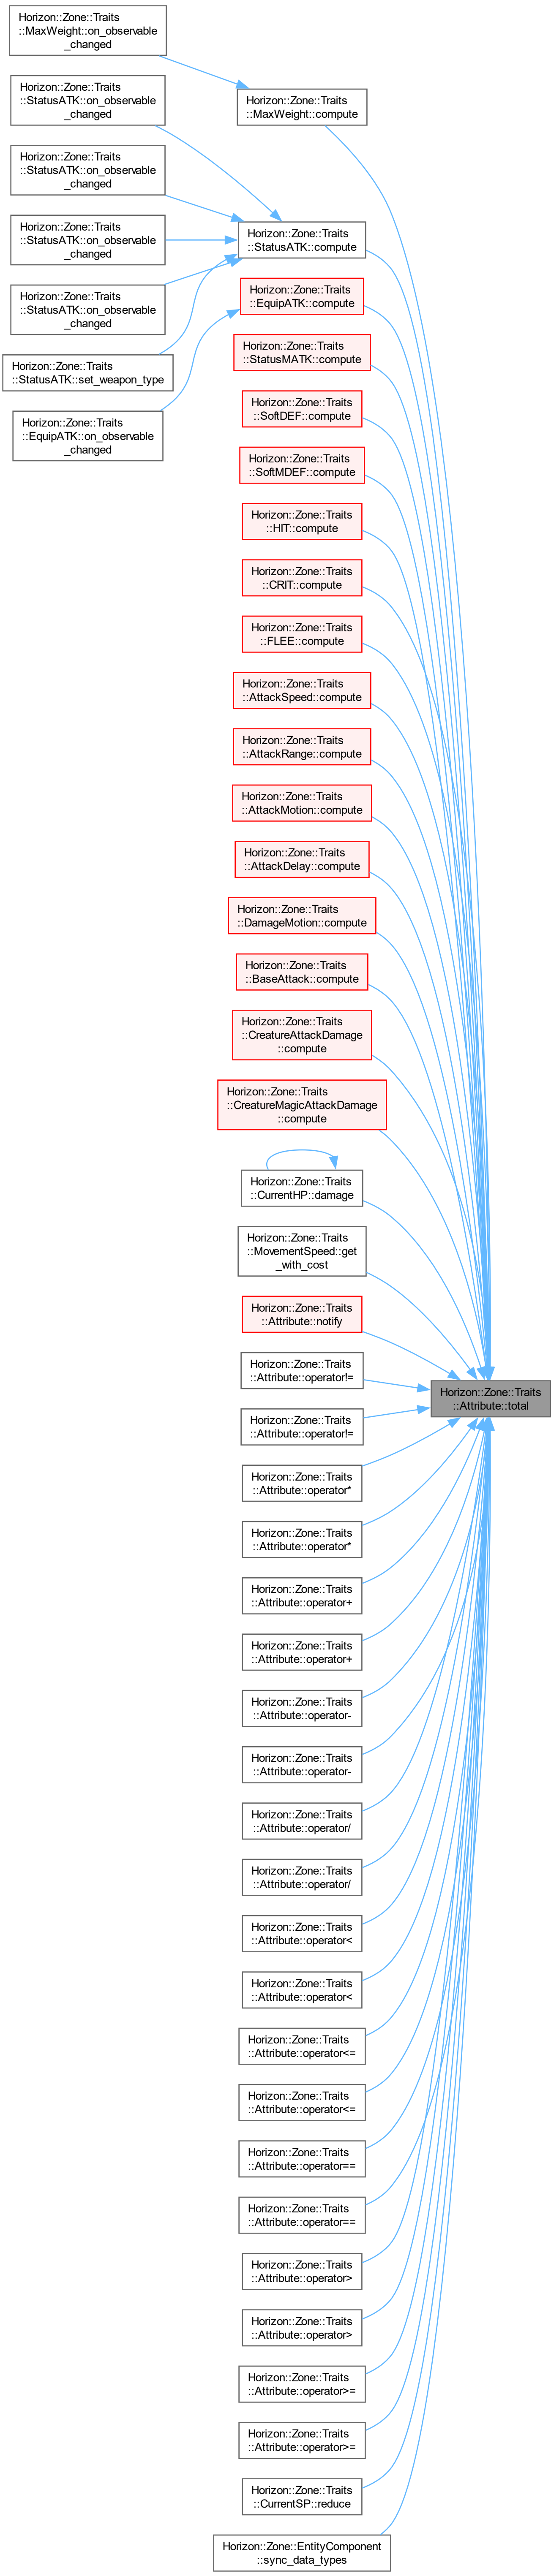 Horizon::Zone::Traits
::MaxWeight::on_observable
_changed
Horizon::Zone::Traits
::StatusATK::on_observable
_changed
Horizon::Zone::Traits
::StatusATK::on_observable
_changed
Horizon::Zone::Traits
::StatusATK::on_observable
_changed
Horizon::Zone::Traits
::StatusATK::on_observable
_changed
Horizon::Zone::Traits
::StatusATK::set_weapon_type
Horizon::Zone::Traits
::EquipATK::on_observable
_changed
Horizon::Zone::Traits
::MaxWeight::compute
Horizon::Zone::Traits
::StatusATK::compute
Horizon::Zone::Traits
::EquipATK::compute
Horizon::Zone::Traits
::StatusMATK::compute
Horizon::Zone::Traits
::SoftDEF::compute
Horizon::Zone::Traits
::SoftMDEF::compute
Horizon::Zone::Traits
::HIT::compute
Horizon::Zone::Traits
::CRIT::compute
Horizon::Zone::Traits
::FLEE::compute
Horizon::Zone::Traits
::AttackSpeed::compute
Horizon::Zone::Traits
::AttackRange::compute
Horizon::Zone::Traits
::AttackMotion::compute
Horizon::Zone::Traits
::AttackDelay::compute
Horizon::Zone::Traits
::DamageMotion::compute
Horizon::Zone::Traits
::BaseAttack::compute
Horizon::Zone::Traits
::CreatureAttackDamage
::compute
Horizon::Zone::Traits
::CreatureMagicAttackDamage
::compute
Horizon::Zone::Traits
::CurrentHP::damage
Horizon::Zone::Traits
::MovementSpeed::get
_with_cost
Horizon::Zone::Traits
::Attribute::notify
Horizon::Zone::Traits
::Attribute::operator!=
Horizon::Zone::Traits
::Attribute::operator!=
Horizon::Zone::Traits
::Attribute::operator*
Horizon::Zone::Traits
::Attribute::operator*
Horizon::Zone::Traits
::Attribute::operator+
Horizon::Zone::Traits
::Attribute::operator+
Horizon::Zone::Traits
::Attribute::operator-
Horizon::Zone::Traits
::Attribute::operator-
Horizon::Zone::Traits
::Attribute::operator/
Horizon::Zone::Traits
::Attribute::operator/
Horizon::Zone::Traits
::Attribute::operator<
Horizon::Zone::Traits
::Attribute::operator<
Horizon::Zone::Traits
::Attribute::operator<=
Horizon::Zone::Traits
::Attribute::operator<=
Horizon::Zone::Traits
::Attribute::operator==
Horizon::Zone::Traits
::Attribute::operator==
Horizon::Zone::Traits
::Attribute::operator>
Horizon::Zone::Traits
::Attribute::operator>
Horizon::Zone::Traits
::Attribute::operator>=
Horizon::Zone::Traits
::Attribute::operator>=
Horizon::Zone::Traits
::CurrentSP::reduce
Horizon::Zone::EntityComponent
::sync_data_types
Horizon::Zone::Traits
::Attribute::total